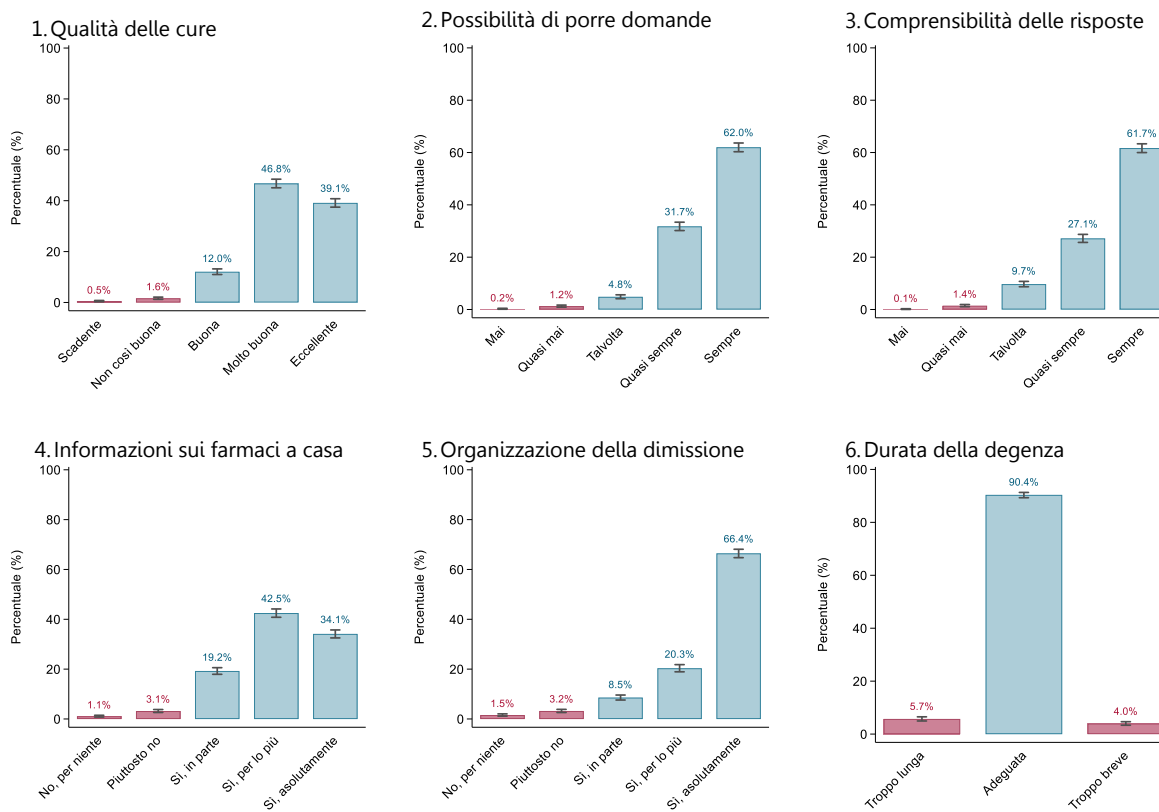 1. Qualità delle cure
100
80
60
40
20
0
Percentuale (%)
0.5%
1.6%
12.0%
46.8%
39.1%
Scadente
Non così buona
Buona
Molto buona
Eccellente
2. Possibilità di porre domande
100
80
60
40
20
0
Percentuale (%)
0.2%
1.2%
4.8%
31.7%
62.0%
Mai
Quasi mai
Talvolta
Quasi sempre
Sempre
3. Comprensibilità delle risposte
100
80
60
40
20
0
Percentuale (%)
0.1%
1.4%
9.7%
27.1%
61.7%
Mai
Quasi mai
Talvolta
Quasi sempre
Sempre
4. Informazioni sui farmaci a casa
100
80
60
40
20
0
Percentuale (%)
1.1%
3.1%
19.2%
42.5%
34.1%
No, per niente
Piuttosto no
Sì, in parte
Sì, per lo più
Sì, asolutamente
5. Organizzazione della dimissione
100
80
60
40
20
0
Percentuale (%)
1.5%
3.2%
8.5%
20.3%
66.4%
No, per niente
Piuttosto no
Sì, in parte
Sì, per lo più
Sì, asolutamente
6. Durata della degenza
100
80
60
40
20
0
Percentuale (%)
5.7%
90.4%
4.0%
Troppo lunga
Adeguata
Troppo breve